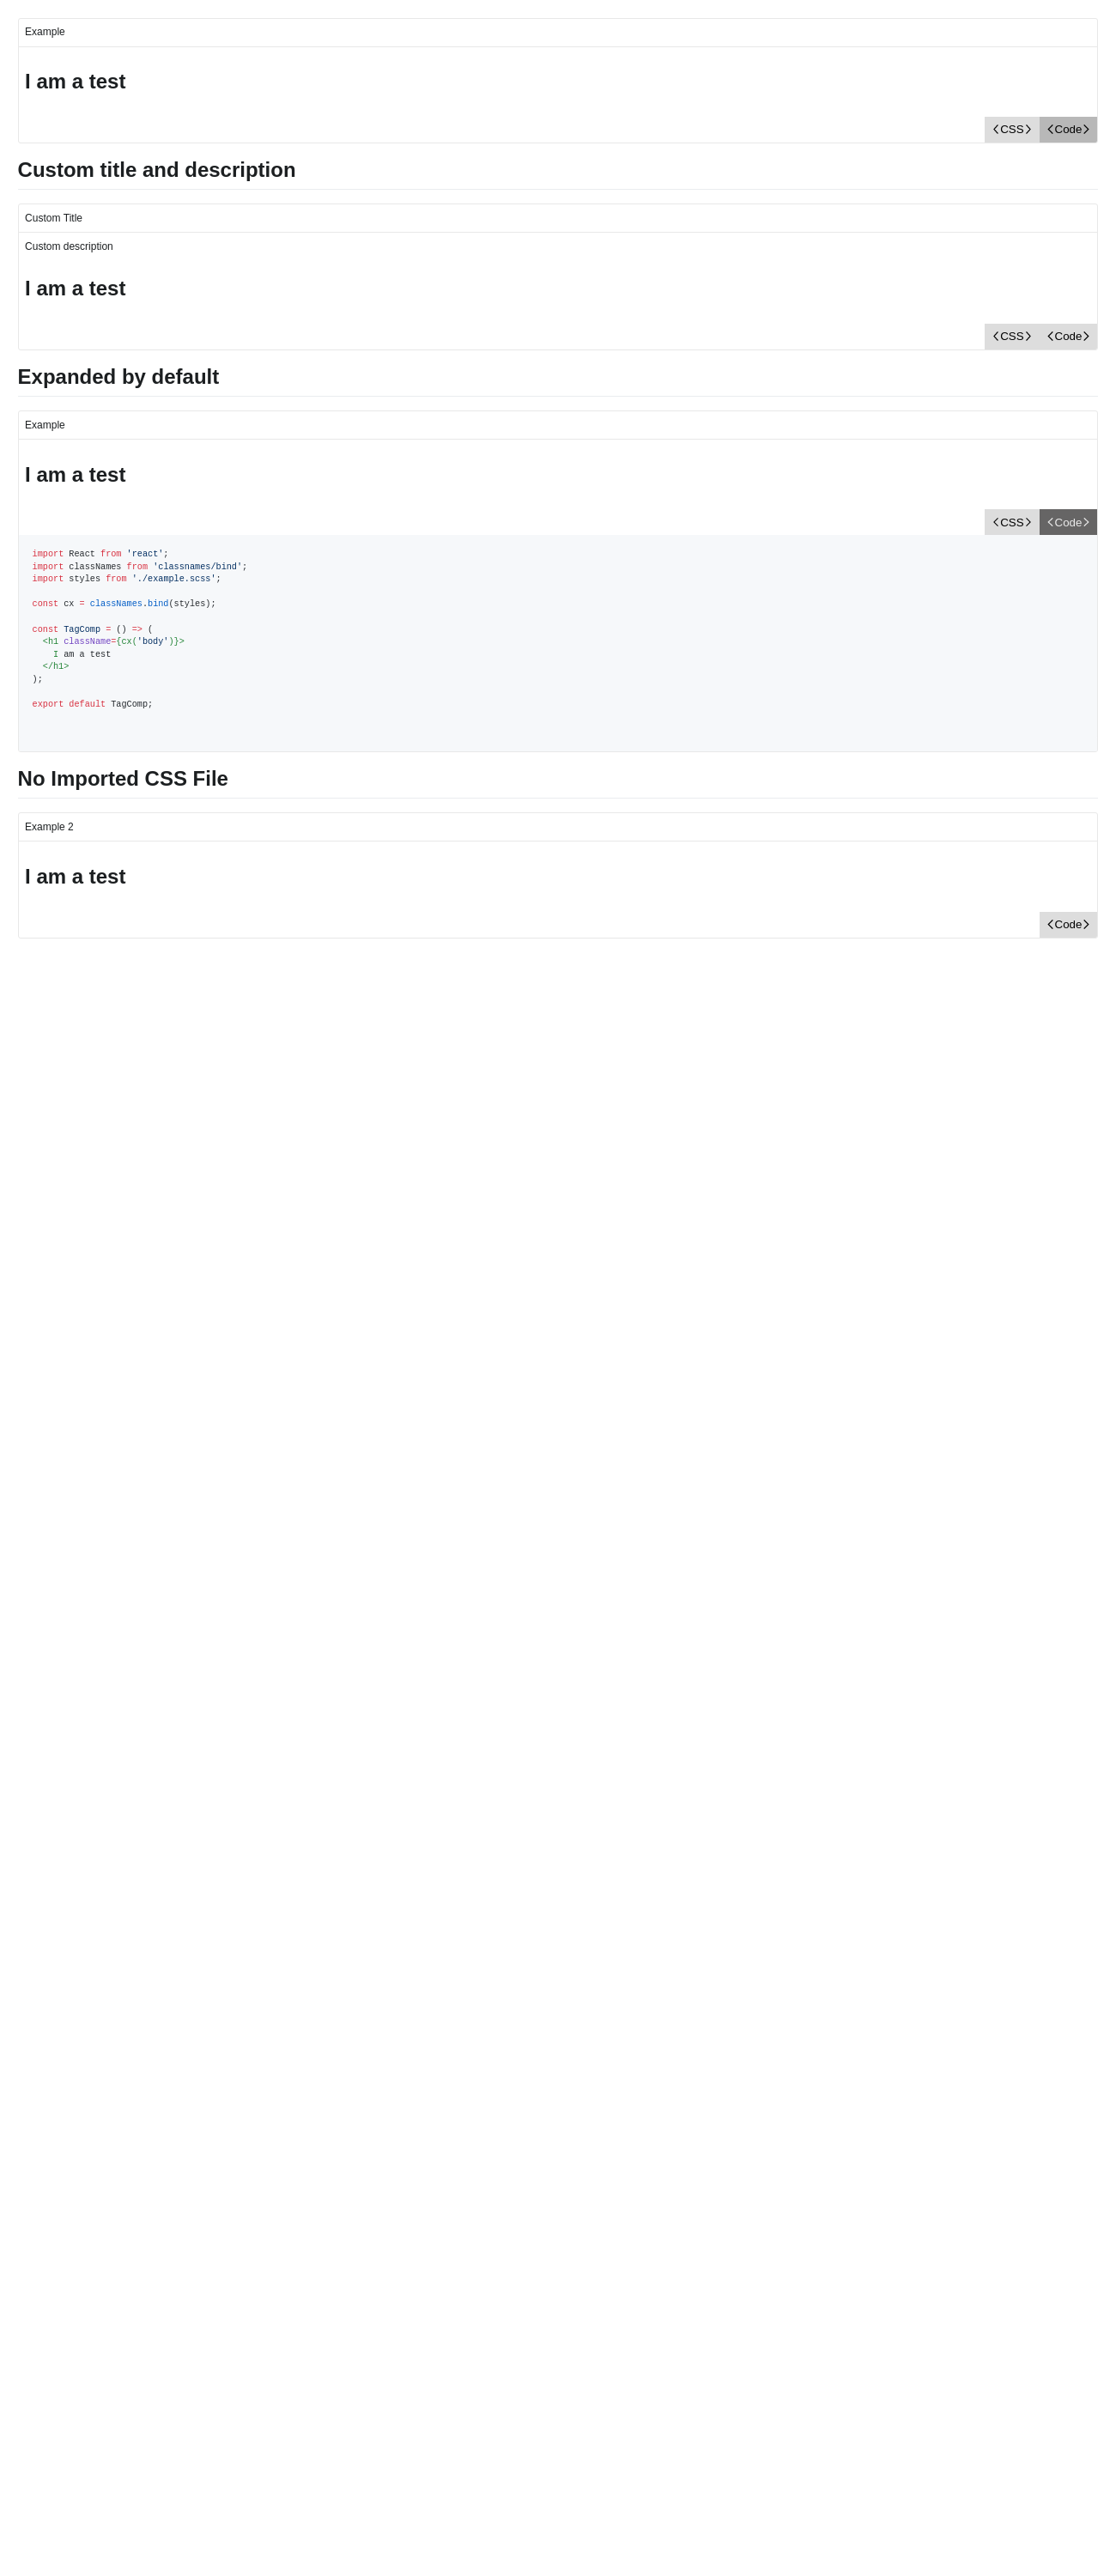 Example
I am a test
<CSS> <Code>
Custom title and description
Custom Title
Custom description
I am a test
<CSS> <Code>
Expanded by default
Example
I am a test
<CSS> <Code>
import React from 'react';
import classNames from 'classnames/bind';
import styles from './example.scss';
const cx = classNames.bind(styles);
const TagComp = () => (
  <h1 className={cx('body')}>
    I am a test
  </h1>
);
export default TagComp;
No Imported CSS File
Example 2
I am a test
<Code>